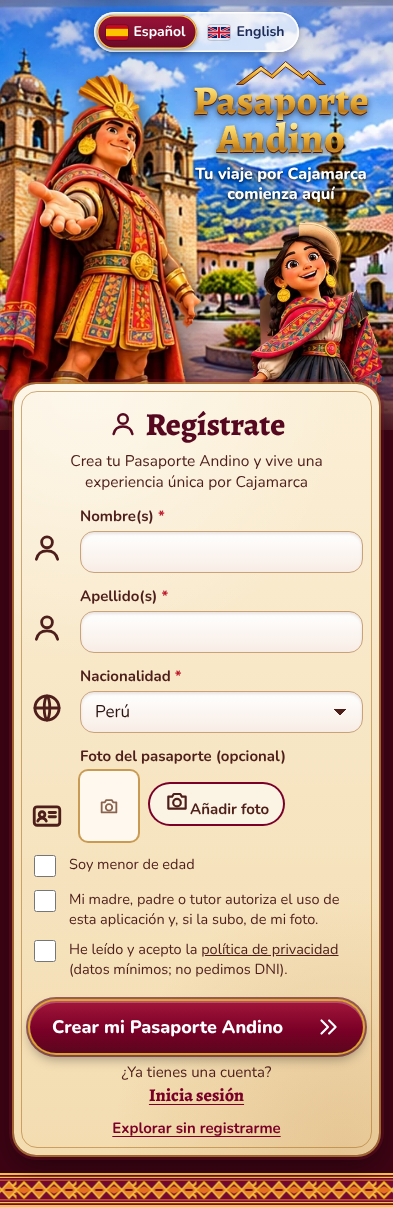 Español English
Pasaporte
Andino
Tu viaje por Cajamarca
comienza aquí
Regístrate
Crea tu Pasaporte Andino y vive una
experiencia única por Cajamarca
Nombre(s) *
Apellido(s) *
Nacionalidad *
Perú
Foto del pasaporte (opcional)
Añadir foto
Soy menor de edad
Mi madre, padre o tutor autoriza el uso de
esta aplicación y, si la subo, de mi foto.
He leído y acepto la política de privacidad
(datos mínimos; no pedimos DNI).
Crear mi Pasaporte Andino
¿Ya tienes una cuenta?
Inicia sesión
Explorar sin registrarme